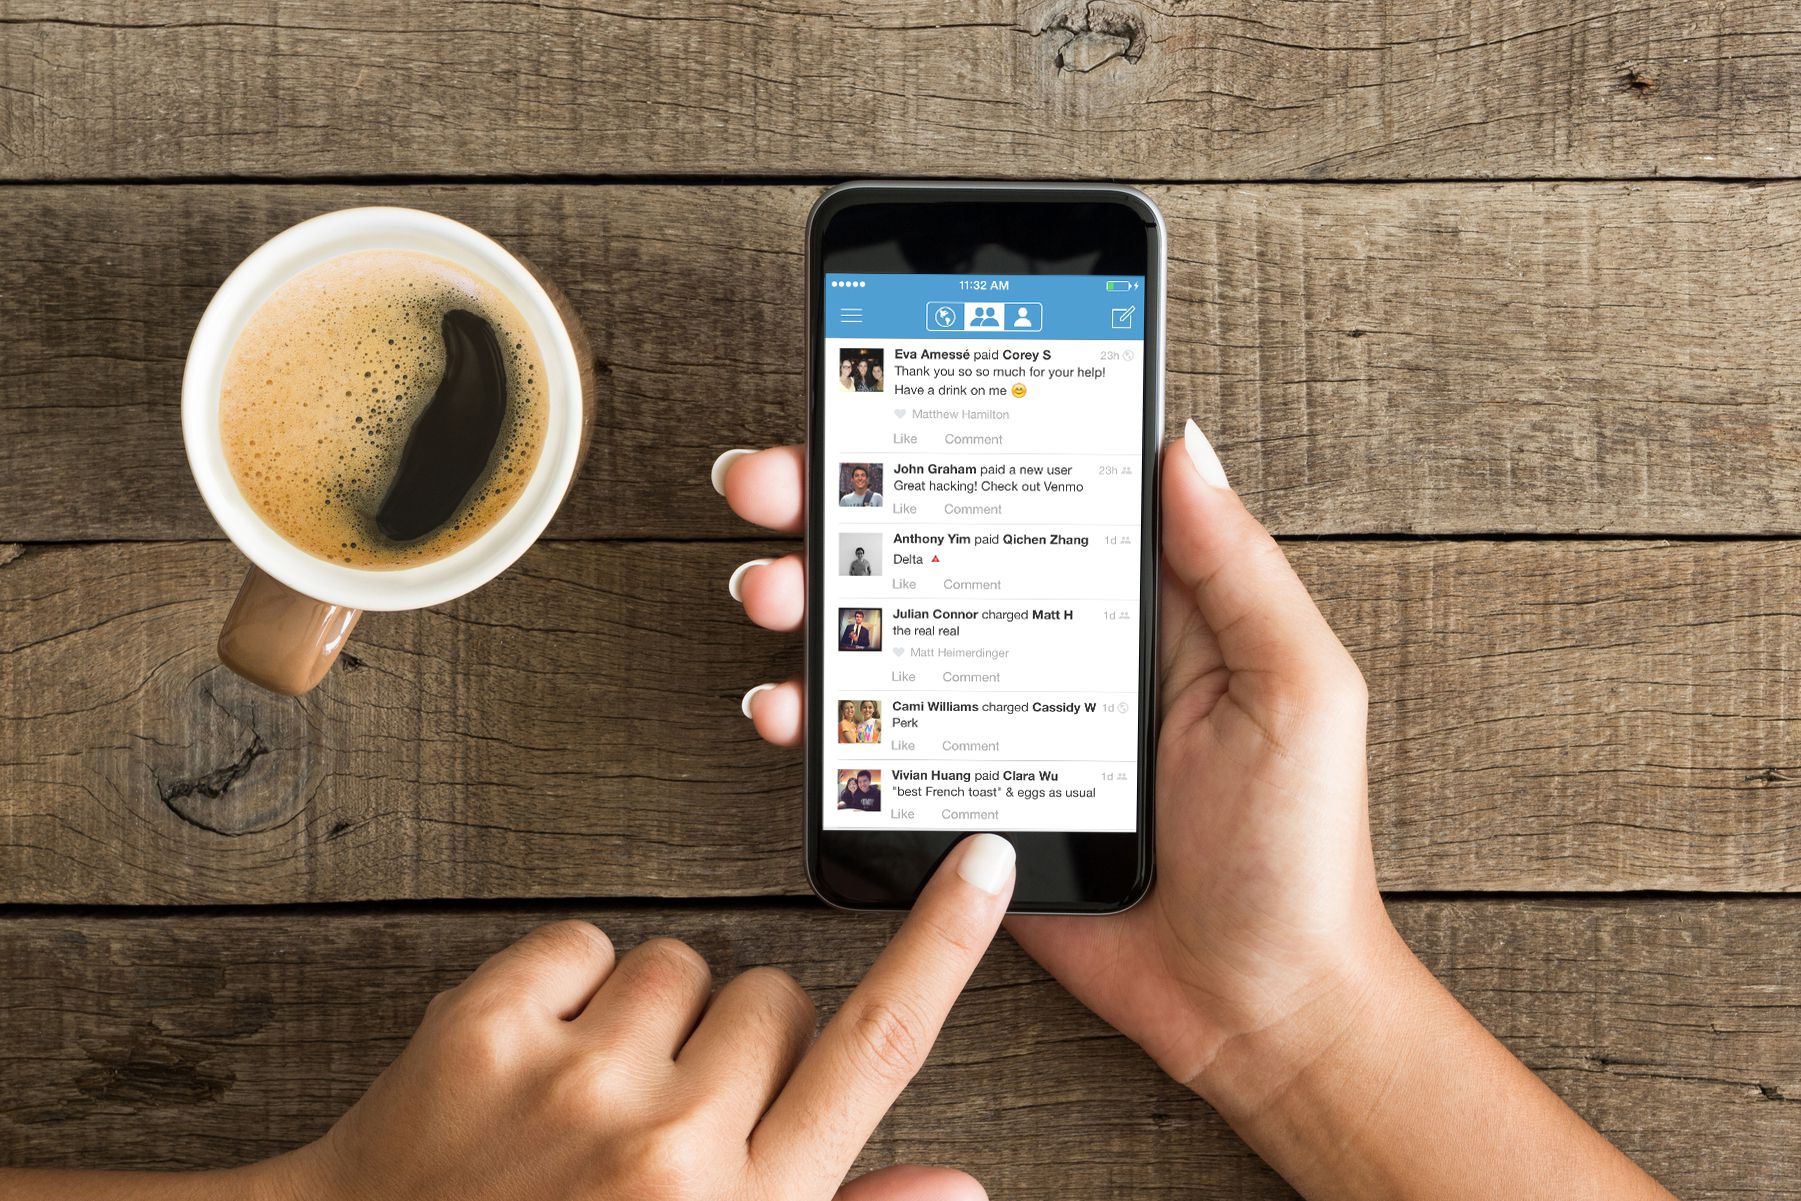 11:32 AM
Eva Amessé paid Corey S 23h
Thank you so so much for your help!
Have a drink on me 😊
Matthew Hamilton
Like Comment
John Graham paid a new user 23h
Great hacking! Check out Venmo
Like Comment
Anthony Yim paid Qichen Zhang 1d
Delta
Like Comment
Julian Connor charged Matt H 1d
the real real
Matt Heimerdinger
Like Comment
Cami Williams charged Cassidy W 1d
Perk
Like Comment
Vivian Huang paid Clara Wu 1d
"best French toast" & eggs as usual
Like Comment